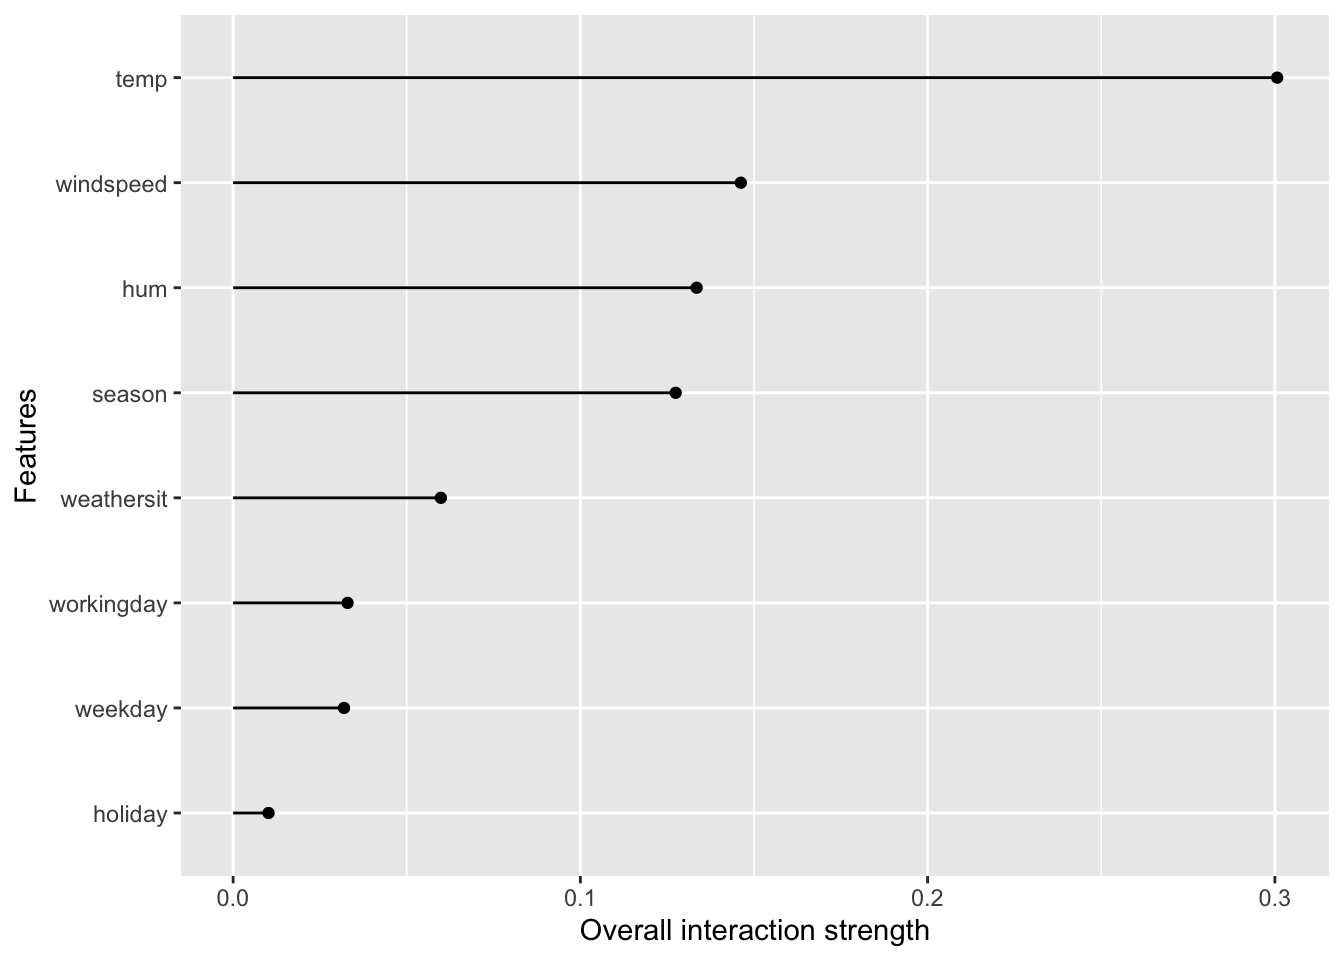 temp
windspeed
hum
season
weathersit
workingday
weekday
holiday
Features
0.0 0.1 0.2 0.3
Overall interaction strength